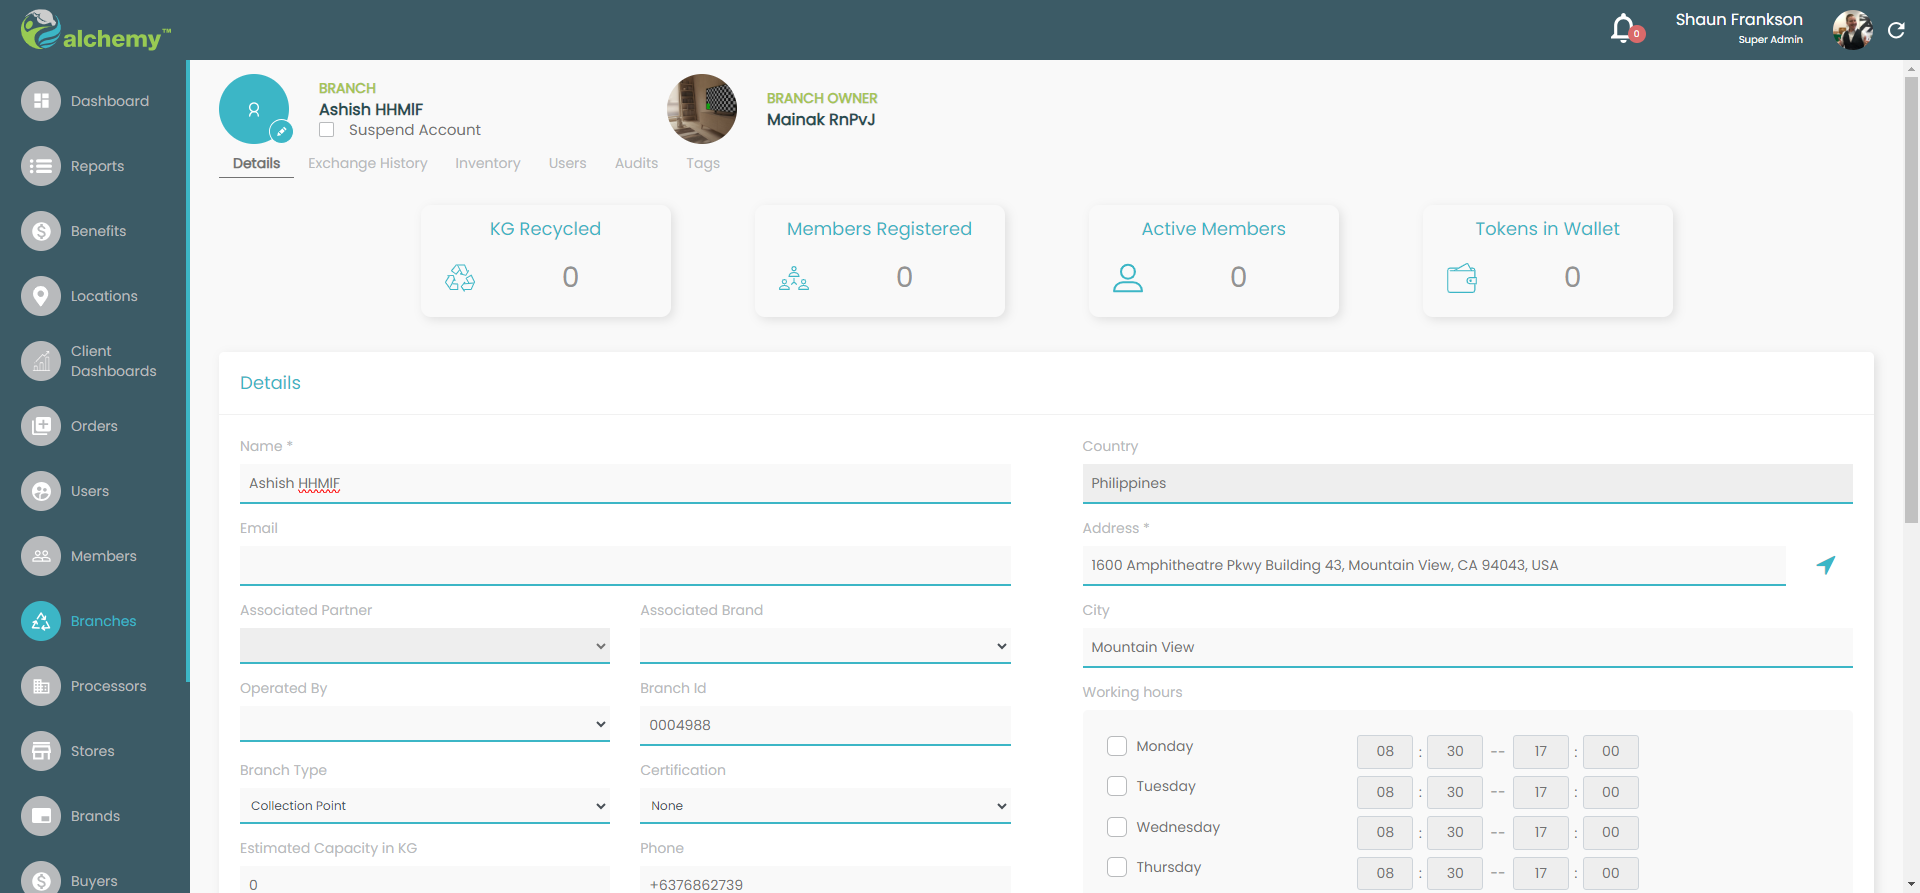 alchemy™
0
Shaun Frankson
Super Admin
Dashboard
Reports
Benefits
Locations
Client
Dashboards
Orders
Users
Members
Branches
Processors
Stores
Brands
Buyers
BRANCH
Ashish HHMlF
Suspend Account
BRANCH OWNER
Mainak RnPvJ
Details Exchange History Inventory Users Audits Tags
KG Recycled
0
Members Registered
0
Active Members
0
Tokens in Wallet
0
Details
Name *
Ashish HHMlF
Email
Associated Partner Associated Brand
Operated By Branch Id
0004988
Branch Type Certification
Collection Point None
Estimated Capacity in KG Phone
0 +6376862739
Country
Philippines
Address *
1600 Amphitheatre Pkwy Building 43, Mountain View, CA 94043, USA
City
Mountain View
Working hours
Monday 08 : 30 -- 17 : 00
Tuesday 08 : 30 -- 17 : 00
Wednesday 08 : 30 -- 17 : 00
Thursday 08 : 30 -- 17 : 00